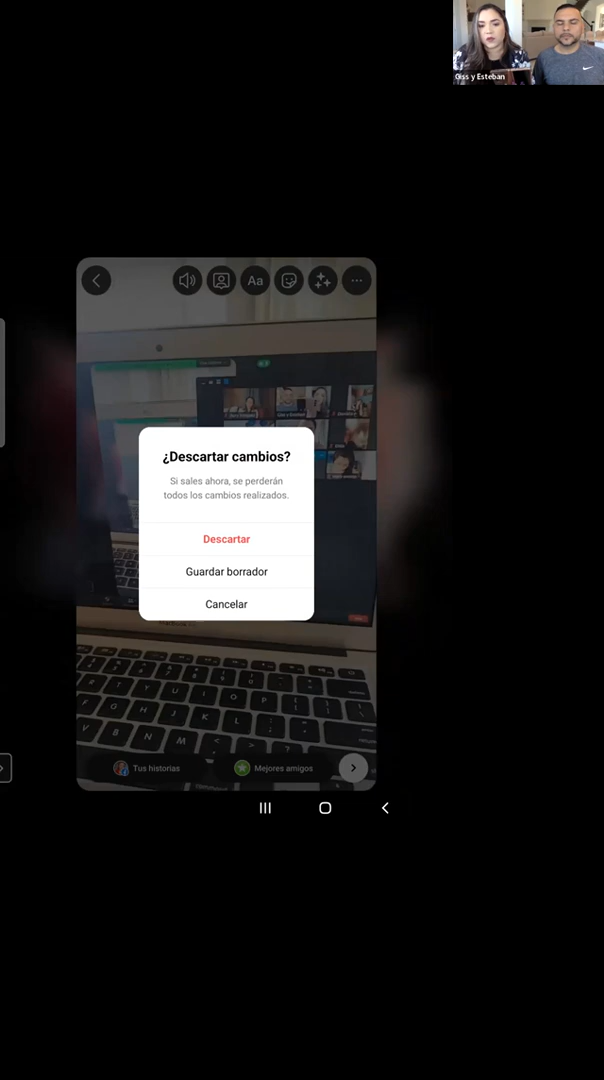 Giss y Esteban
Aa
¿Descartar cambios?
Si sales ahora, se perderán
todos los cambios realizados.
Descartar
Guardar borrador
Cancelar
Q W E R T Y U I O P
F G H J K L
V B N M
Tus historias
Mejores amigos